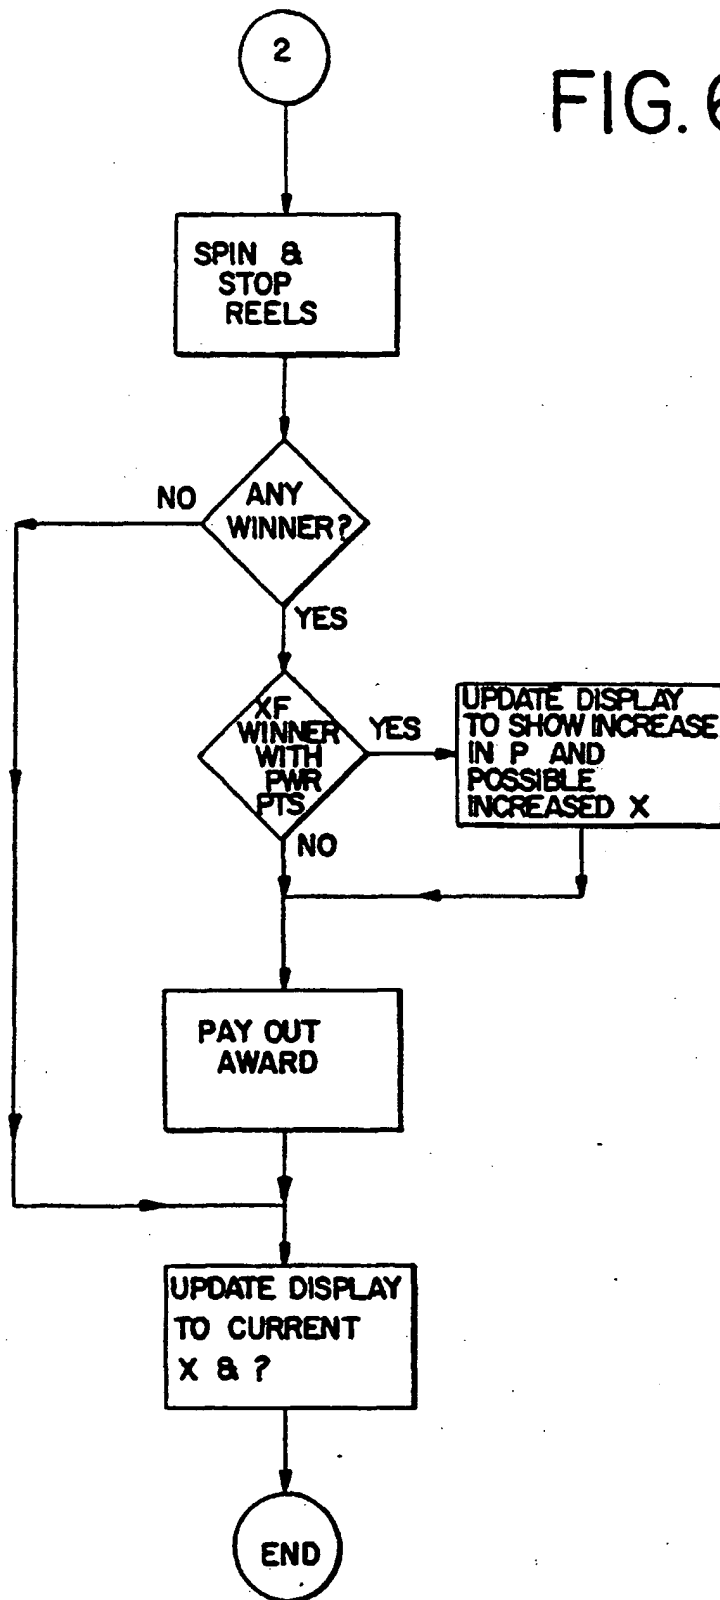 2
FIG. 6
SPIN &
STOP
REELS
ANY
WINNER?
NO
YES
XF
WINNER
WITH
PWR
PTS
YES
NO
UPDATE DISPLAY
TO SHOW INCREASE
IN P AND
POSSIBLE
INCREASED X
PAY OUT
AWARD
UPDATE DISPLAY
TO CURRENT
X & ?
END